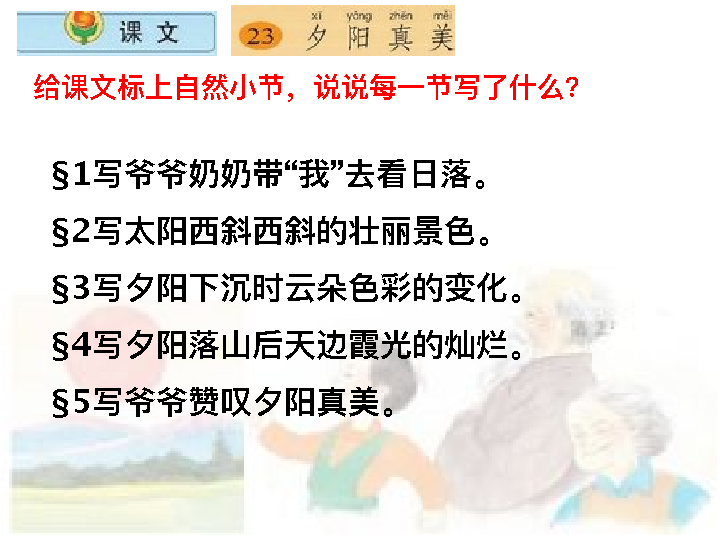 课文
xī yáng zhēn měi
23 夕阳真美
给课文标上自然小节，说说每一节写了什么？
§1写爷爷奶奶带“我”去看日落。
§2写太阳西斜西斜的壮丽景色。
§3写夕阳下沉时云朵色彩的变化。
§4写夕阳落山后天边霞光的灿烂。
§5写爷爷赞叹夕阳真美。